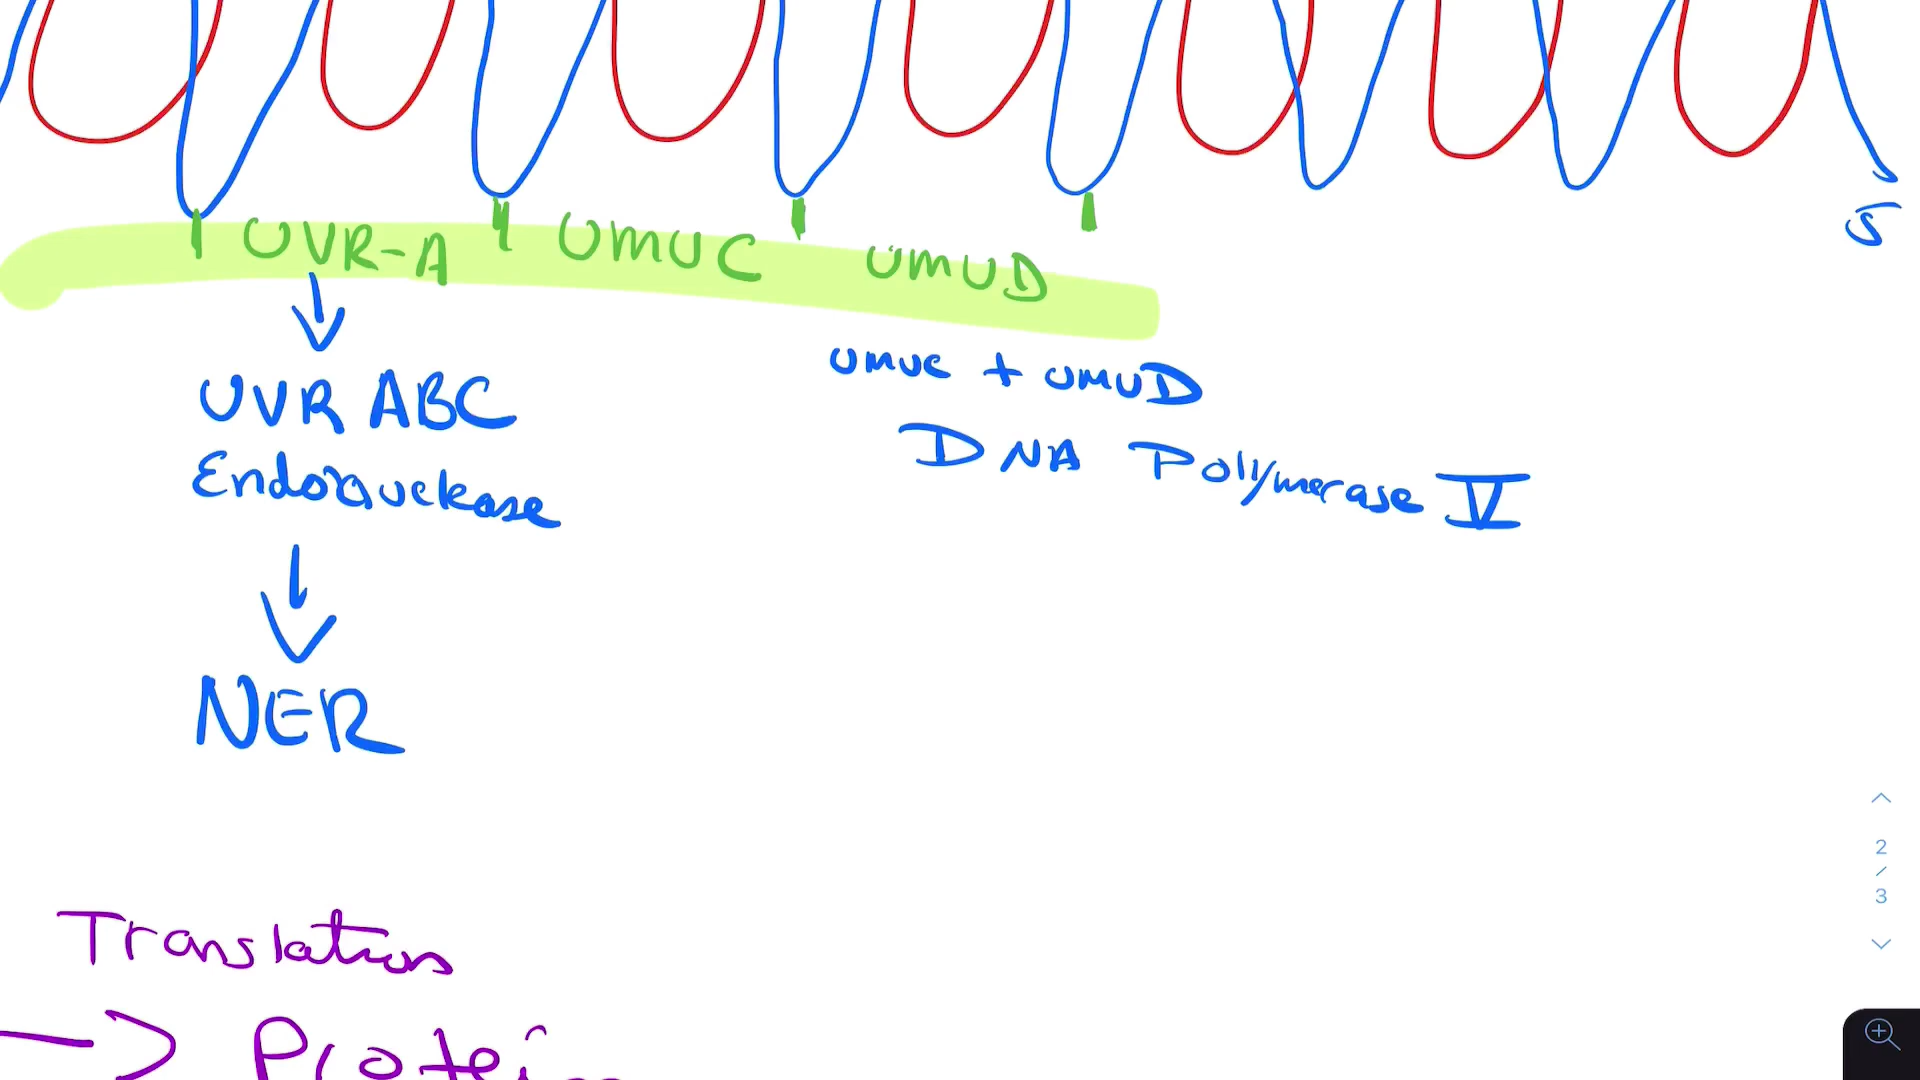 UVR-A UMUC UMUD
5
UMUC + UMUD
UVR ABC
DNA Polymerase V
Endonuclease
NER
2
/
3
Translation
Protein